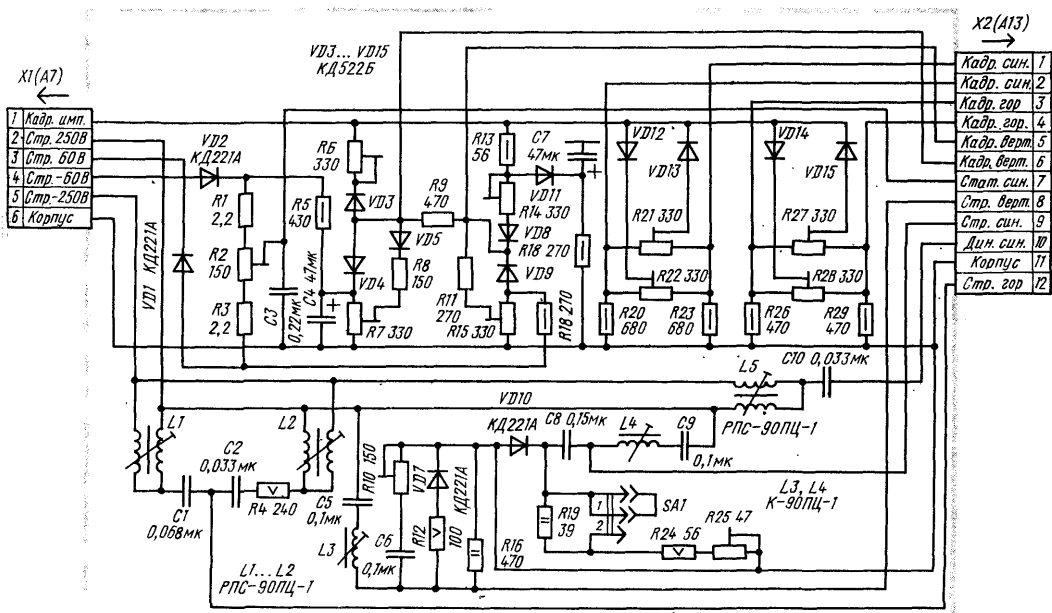 X2(A13)
X1(A7)
1 Кадр. имп.
2 Стр. 250В
3 Стр. 60В
4 Стр.-60В
5 Стр.-250В
6 Корпус
VD3... VD15
КД522Б
Кадр. син. 1
Кадр. син. 2
Кадр. гор 3
Кадр. гор. 4
Кадр. верт. 5
Кадр. верт. 6
Стат. син. 7
Стр. верт. 8
Стр. син. 9
Дин. син. 10
Корпус 11
Стр. гор 12
VD2
КД221А
VD1 КД221А
R1
2,2
R2
150
R3
2,2
R5
430
C3
0,22мк
C4 47мк
R6
330
VD3
VD4
R7 330
VD5
R8
150
R9
470
R11
270
R13
56
C7
47мк
VD11
R14 330
VD8
R18 270
VD9
R15 330
R18 270
VD12
VD13
R21 330
R22 330
R20
680
R23
680
VD14
VD15
R27 330
R28 330
R26
470
R29
470
C10 0,033мк
L5
РПС-90ПЦ-1
L1
L2
C2
0,033мк
C1
0,068мк
R4 240
C5
0,1мк
L3
R10 150
C6
0,1мк
VD7
КД221А
R12
100
VD10
КД221А
R16
470
C8 0,15мк
L4
C9
0,1мк
R19
39
1
2
SA1
R24 56
R25 47
L3, L4
К-90ПЦ-1
L1... L2
РПС-90ПЦ-1